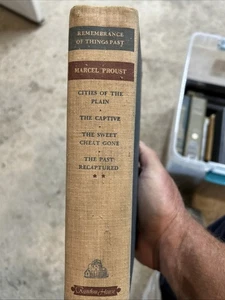 REMEMBRANCE
OF THINGS PAST
MARCEL PROUST
CITIES OF THE
PLAIN
THE CAPTIVE
THE SWEET
CHEAT GONE
THE PAST
RECAPTURED
* *
Random House